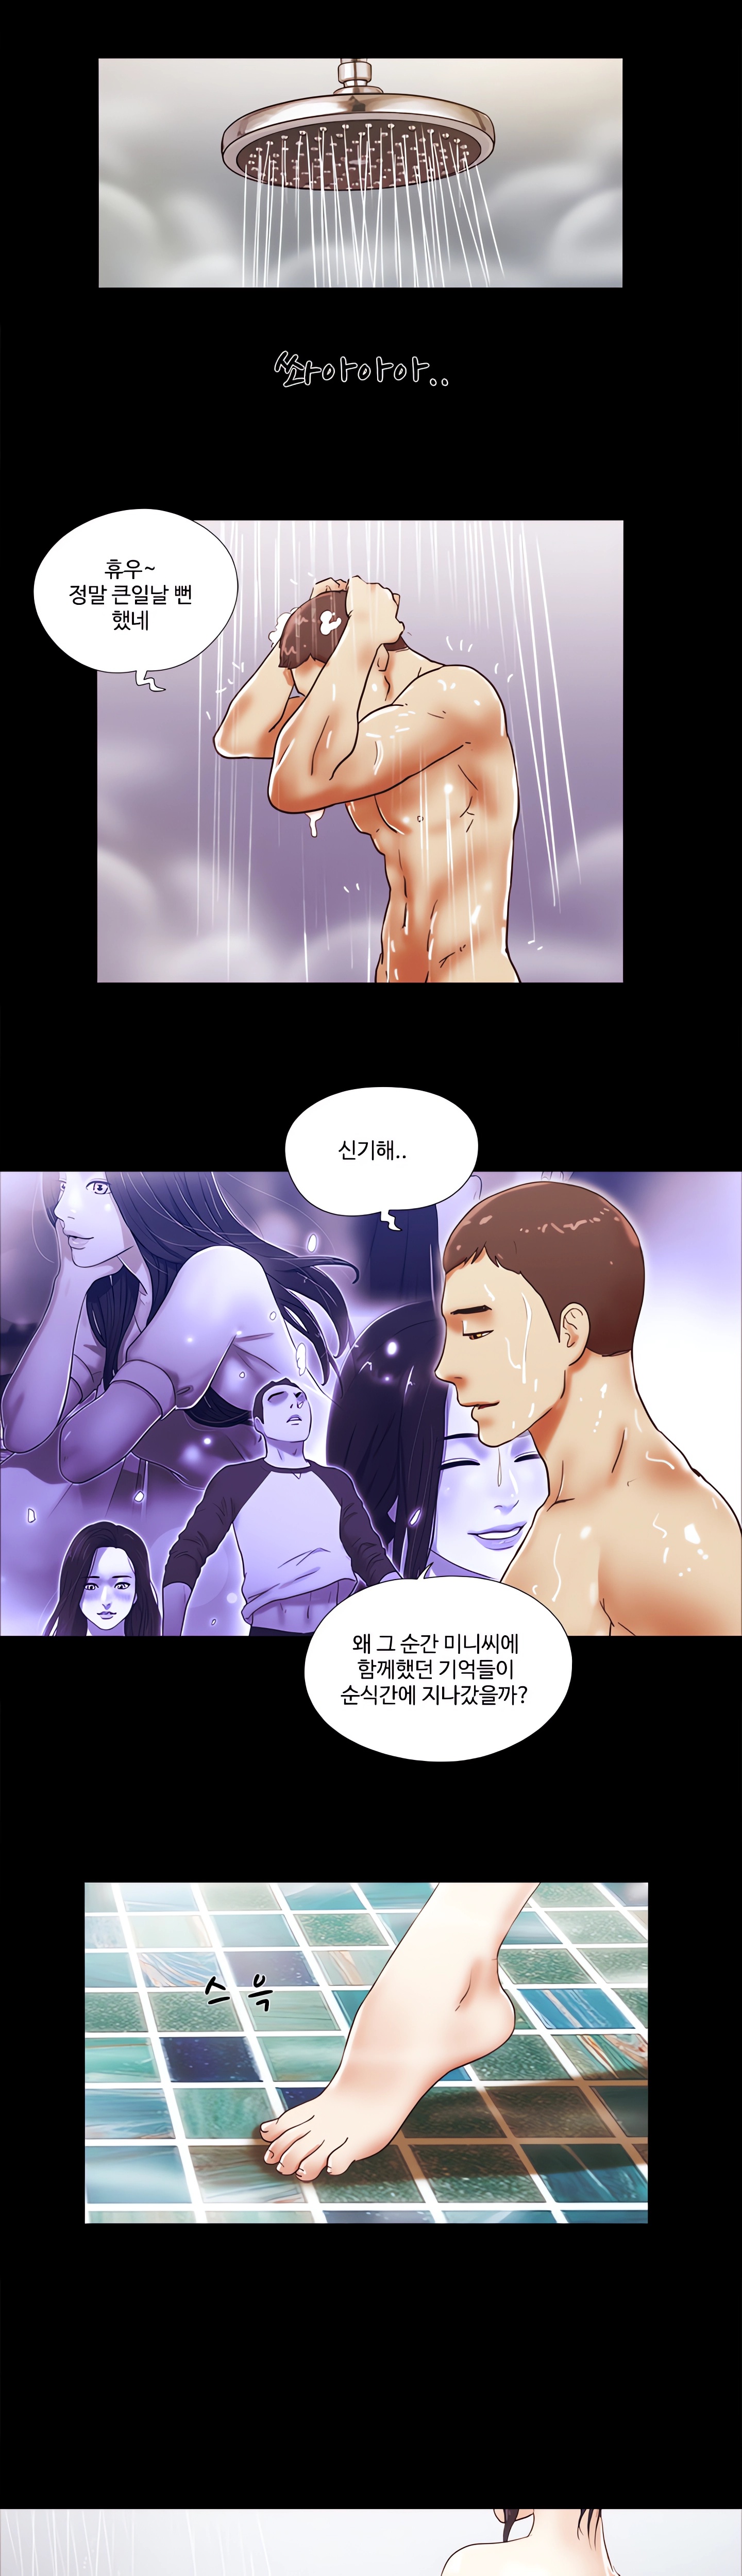 쏴아아아아..
휴우~
정말 큰일날 뻔
했네
신기해..
왜 그 순간 미니씨에
함께했던 기억들이
순식간에 지나갔을까?
스윽